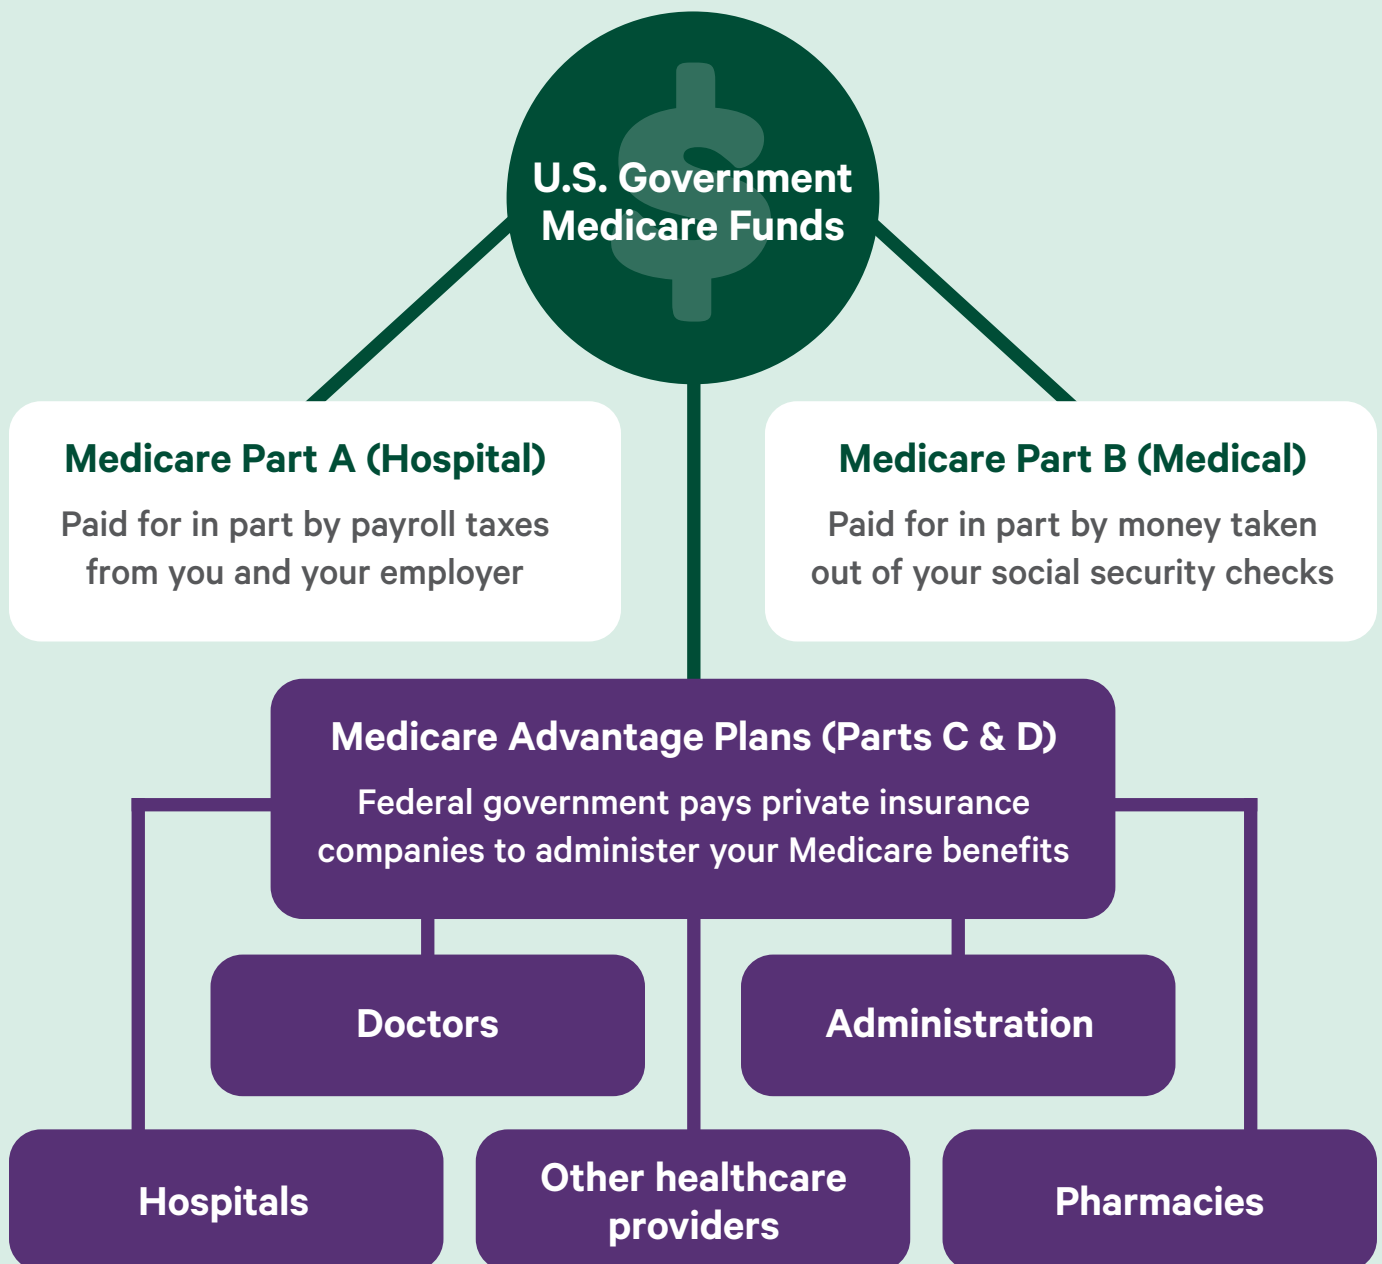 U.S. Government
Medicare Funds
Medicare Part A (Hospital)
Paid for in part by payroll taxes
from you and your employer
Medicare Part B (Medical)
Paid for in part by money taken
out of your social security checks
Medicare Advantage Plans (Parts C & D)
Federal government pays private insurance
companies to administer your Medicare benefits
Doctors
Administration
Hospitals
Other healthcare
providers
Pharmacies